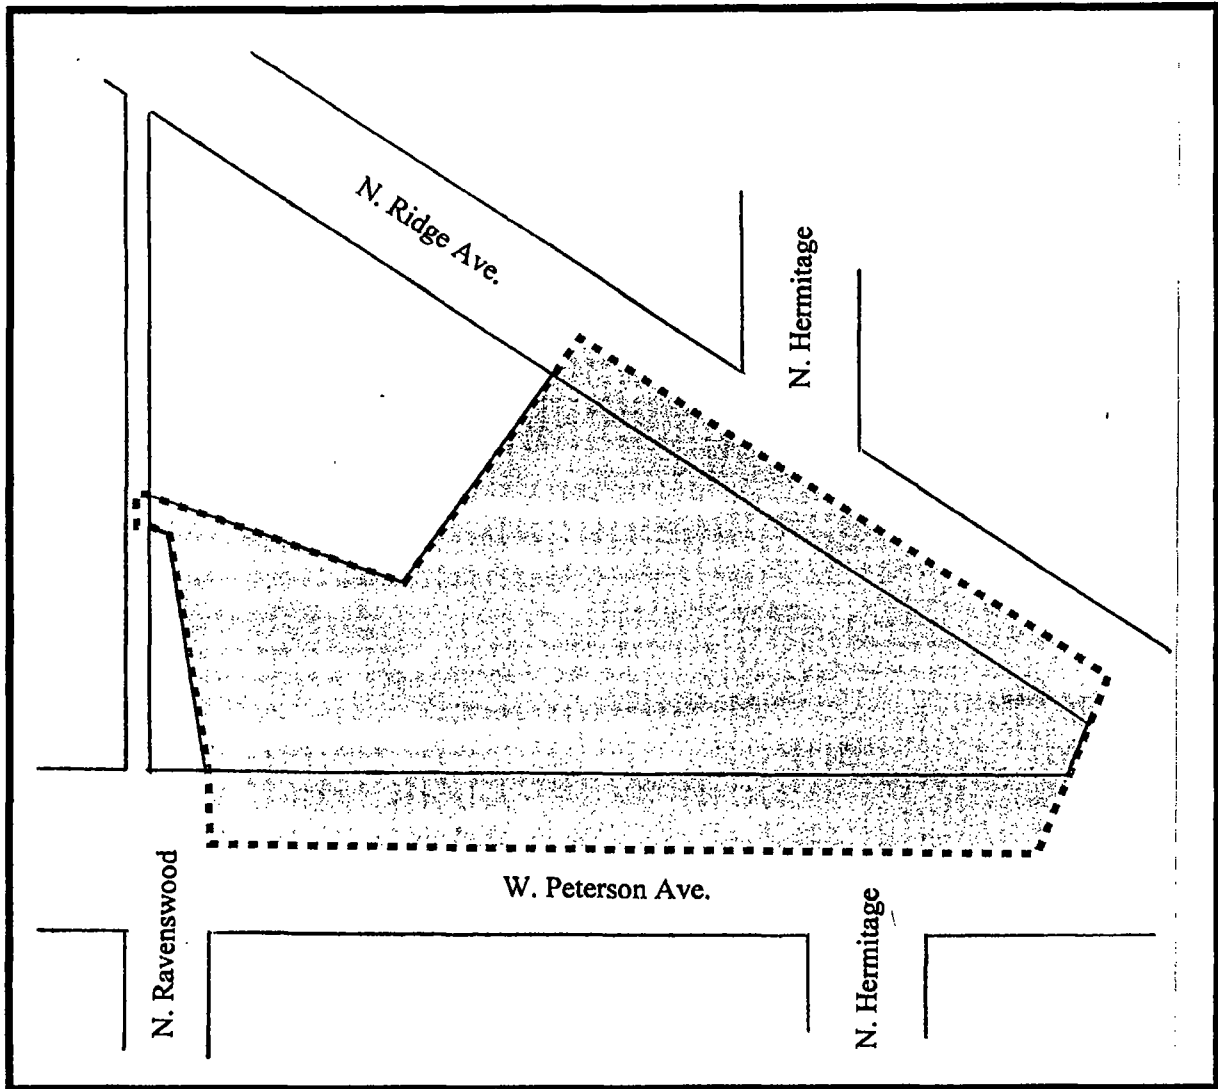 N. Ridge Ave.
N. Hermitage
W. Peterson Ave.
N. Ravenswood
N. Hermitage